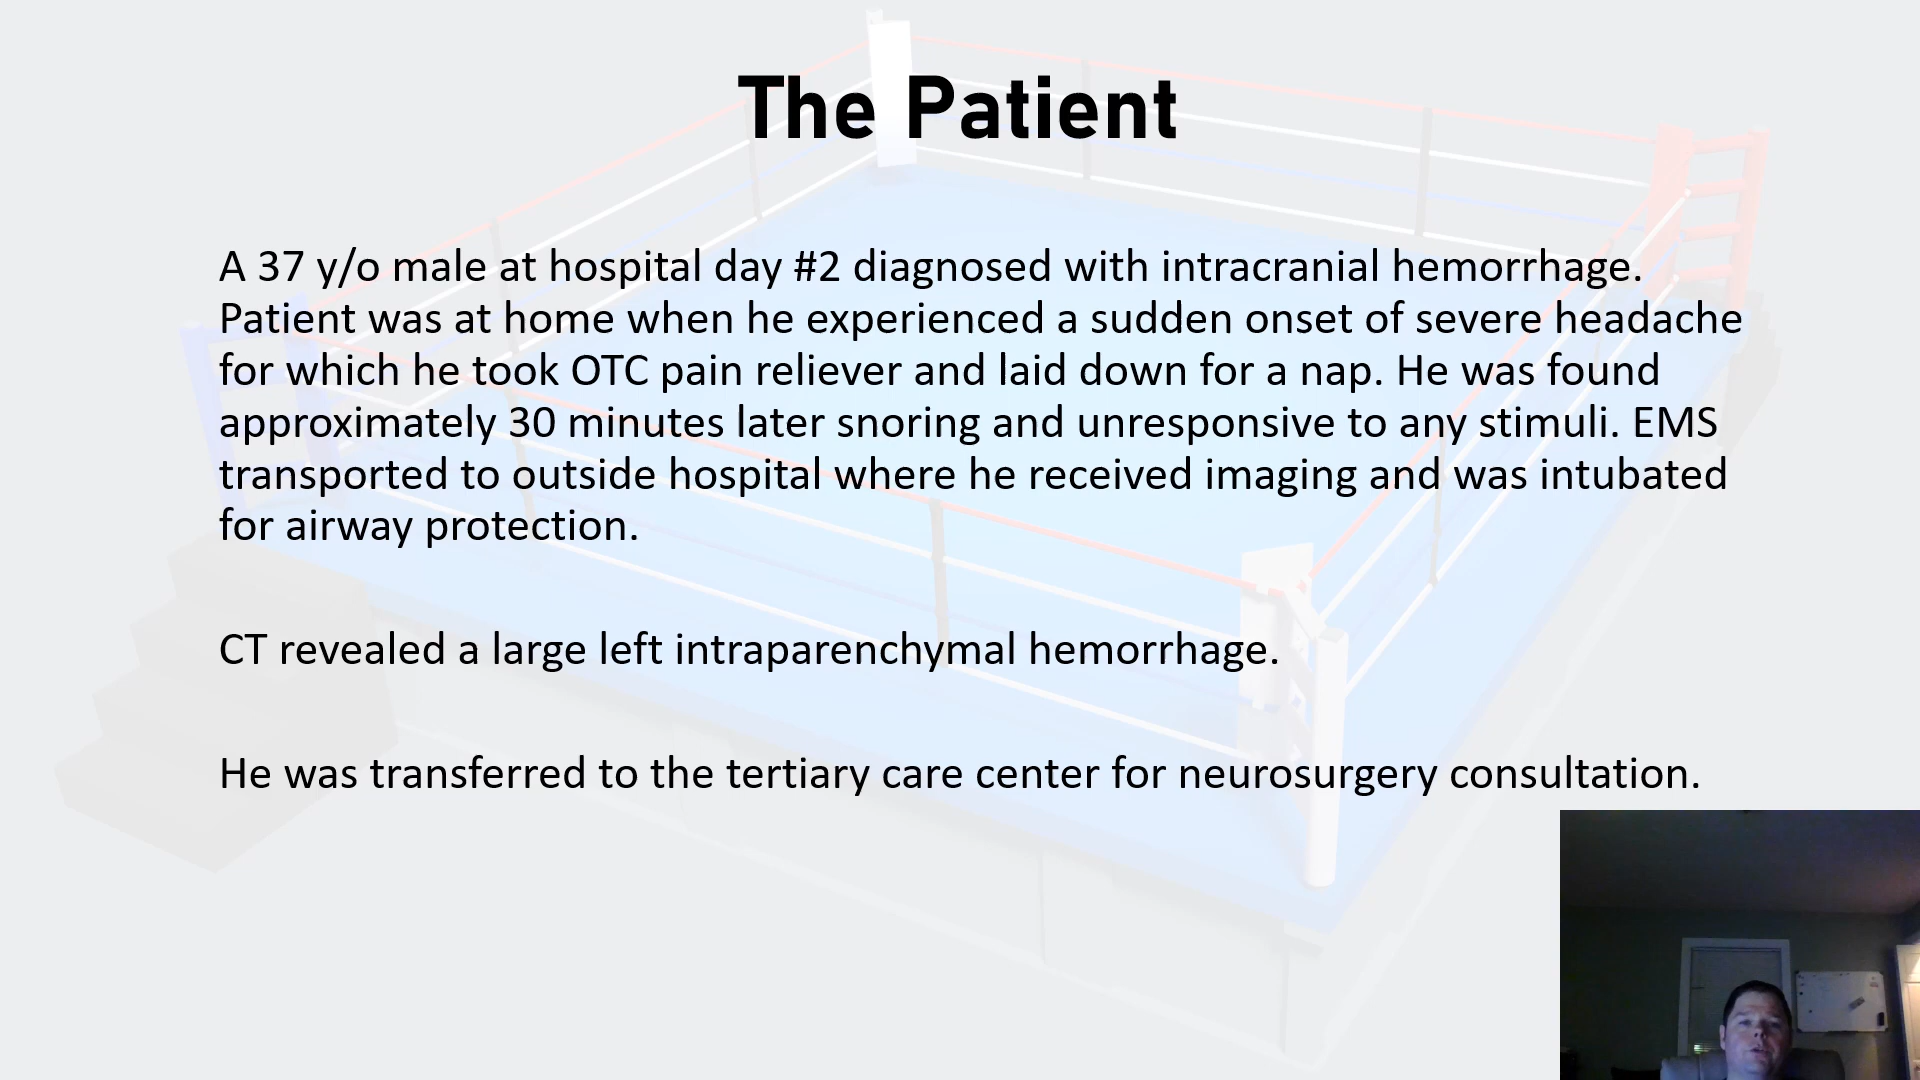 The Patient
A 37 y/o male at hospital day #2 diagnosed with intracranial hemorrhage.
Patient was at home when he experienced a sudden onset of severe headache
for which he took OTC pain reliever and laid down for a nap. He was found
approximately 30 minutes later snoring and unresponsive to any stimuli. EMS
transported to outside hospital where he received imaging and was intubated
for airway protection.
CT revealed a large left intraparenchymal hemorrhage.
He was transferred to the tertiary care center for neurosurgery consultation.